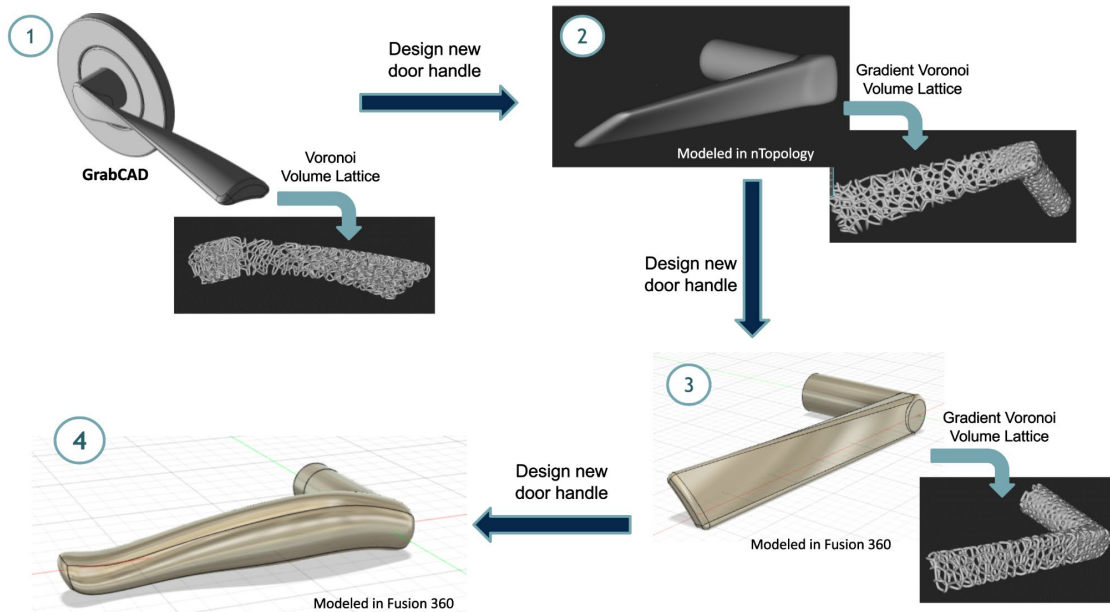 1
GrabCAD
Voronoi
Volume Lattice
Design new
door handle
2
Modeled in nTopology
Gradient Voronoi
Volume Lattice
Design new
door handle
3
Modeled in Fusion 360
Gradient Voronoi
Volume Lattice
Design new
door handle
4
Modeled in Fusion 360